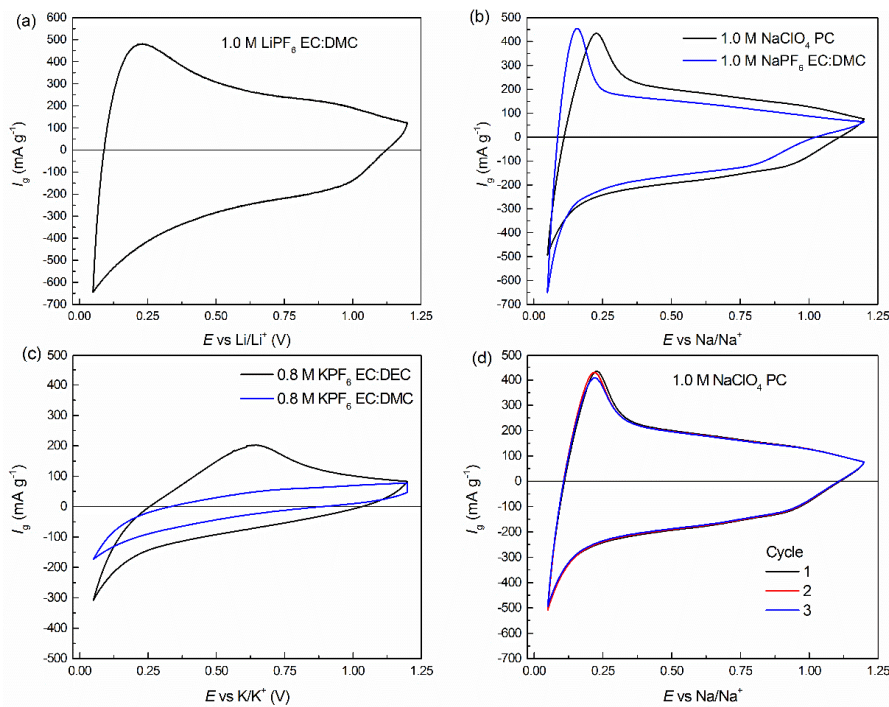 (a)
1.0 M LiPF₆ EC:DMC
600
500
400
300
200
100
0
-100
-200
-300
-400
-500
-600
-700
I_g (mA g⁻¹)
0.00 0.25 0.50 0.75 1.00 1.25
E vs Li/Li⁺ (V)
(b)
1.0 M NaClO₄ PC
1.0 M NaPF₆ EC:DMC
500
400
300
200
100
0
-100
-200
-300
-400
-500
-600
-700
I_g (mA g⁻¹)
0.00 0.25 0.50 0.75 1.00 1.25
E vs Na/Na⁺
(c)
0.8 M KPF₆ EC:DEC
0.8 M KPF₆ EC:DMC
500
400
300
200
100
0
-100
-200
-300
-400
-500
I_g (mA g⁻¹)
0.00 0.25 0.50 0.75 1.00 1.25
E vs K/K⁺ (V)
(d)
1.0 M NaClO₄ PC
500
400
300
200
100
0
-100
-200
-300
-400
-500
-600
-700
I_g (mA g⁻¹)
Cycle
1
2
3
0.00 0.25 0.50 0.75 1.00 1.25
E vs Na/Na⁺